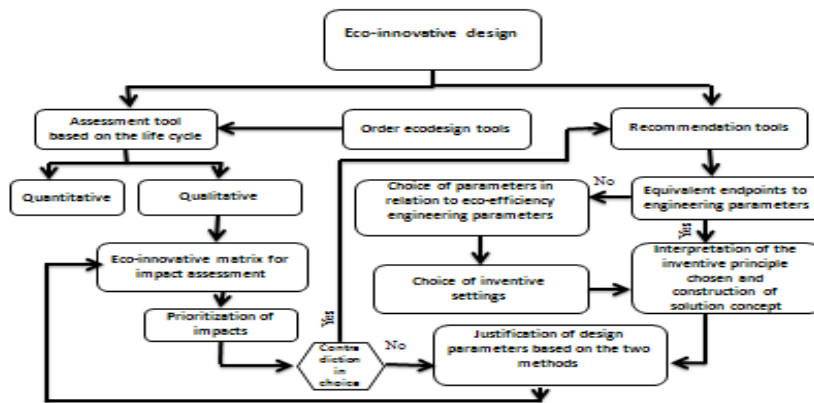 Eco-innovative design
Assessment tool
based on the life cycle
Order ecodesign tools
Recommendation tools
Quantitative
Qualitative
Choice of parameters in
relation to eco-efficiency
engineering parameters
No
Equivalent endpoints to
engineering parameters
Yes
Eco-innovative matrix for
impact assessment
Choice of inventive
settings
Interpretation of the
inventive principle
chosen and
construction of
solution concept
Prioritization of
impacts
Yes
Contra
diction in
choice
No
Justification of design
parameters based on the two
methods